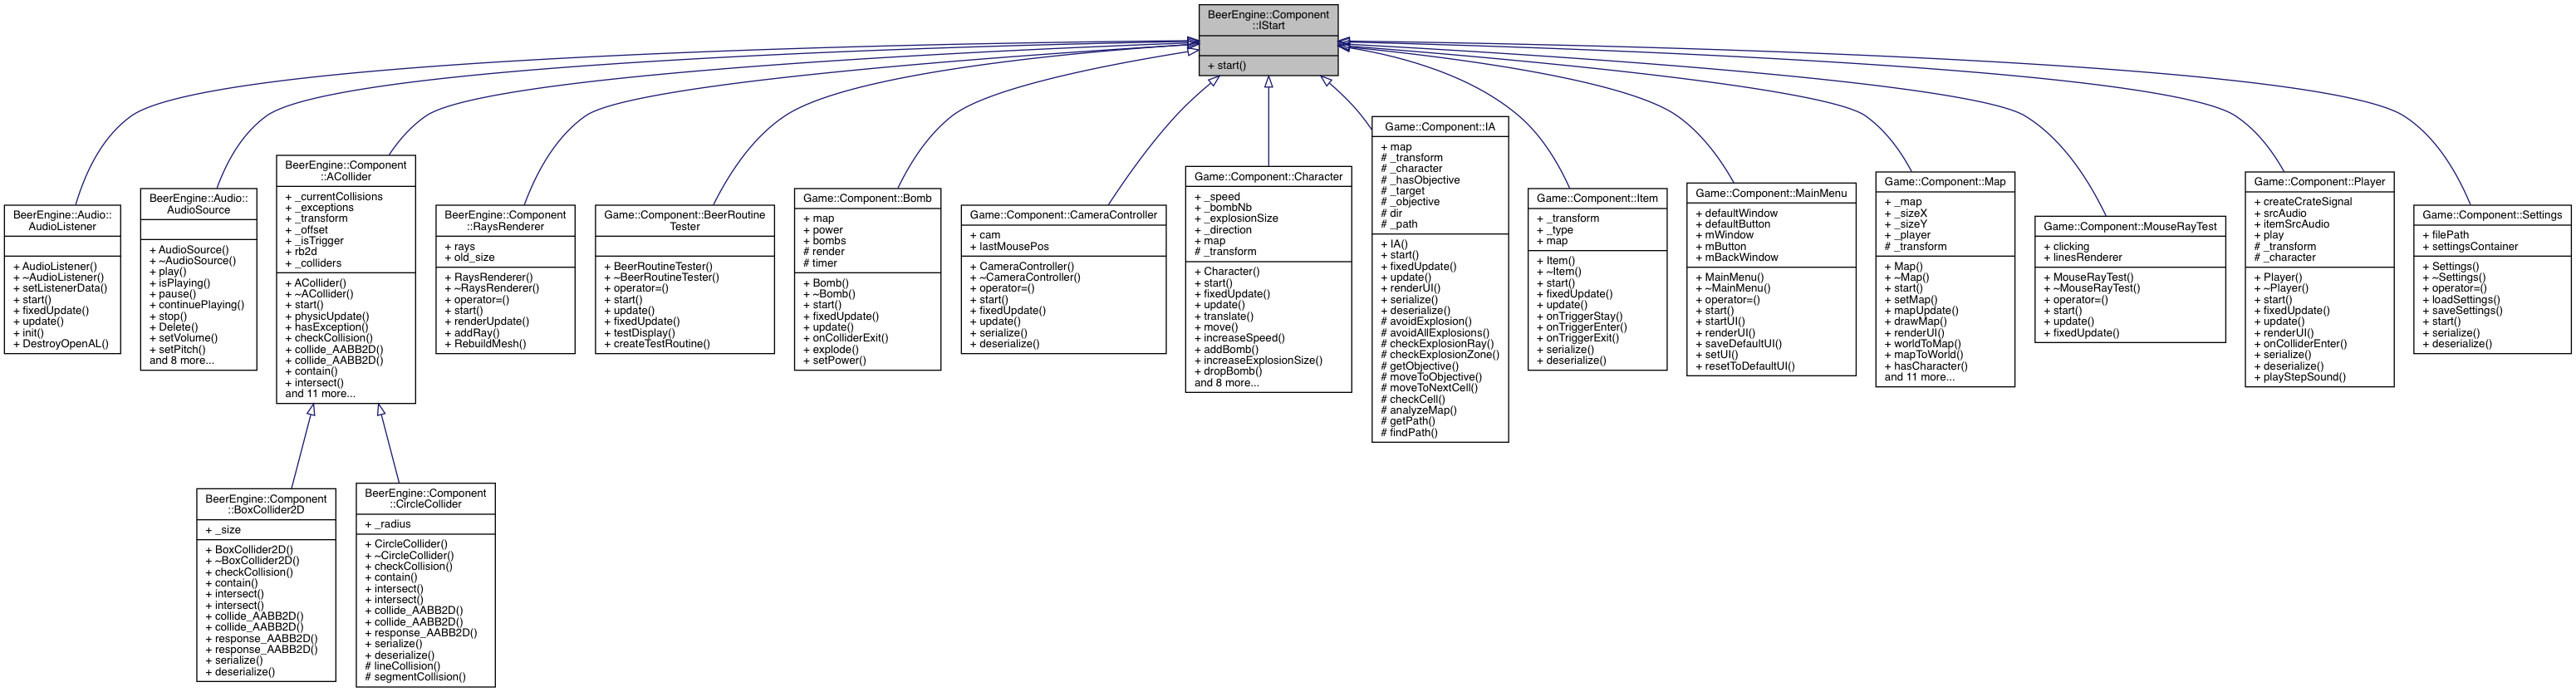 BeerEngine::Component
::IStart
+ start()
BeerEngine::Audio::
AudioListener
+ AudioListener()
+ ~AudioListener()
+ setListenerData()
+ start()
+ fixedUpdate()
+ update()
+ init()
+ DestroyOpenAL()
BeerEngine::Audio::
AudioSource
+ AudioSource()
+ ~AudioSource()
+ play()
+ isPlaying()
+ pause()
+ continuePlaying()
+ stop()
+ Delete()
+ setVolume()
+ setPitch()
and 8 more...
BeerEngine::Component
::ACollider
+ _currentCollisions
+ _exceptions
+ _transform
+ _offset
+ _isTrigger
+ rb2d
+ _colliders
+ ACollider()
+ ~ACollider()
+ start()
+ physicUpdate()
+ hasException()
+ checkCollision()
+ collide_AABB2D()
+ collide_AABB2D()
+ contain()
+ intersect()
and 11 more...
BeerEngine::Component
::RaysRenderer
+ rays
+ old_size
+ RaysRenderer()
+ ~RaysRenderer()
+ operator=()
+ start()
+ renderUpdate()
+ addRay()
+ RebuildMesh()
Game::Component::BeerRoutine
Tester
+ BeerRoutineTester()
+ ~BeerRoutineTester()
+ operator=()
+ start()
+ update()
+ fixedUpdate()
+ testDisplay()
+ createTestRoutine()
Game::Component::Bomb
+ map
+ power
+ bombs
# render
# timer
+ Bomb()
+ ~Bomb()
+ start()
+ fixedUpdate()
+ update()
+ onColliderExit()
+ explode()
+ setPower()
Game::Component::CameraController
+ cam
+ lastMousePos
+ CameraController()
+ ~CameraController()
+ operator=()
+ start()
+ fixedUpdate()
+ update()
+ serialize()
+ deserialize()
Game::Component::Character
+ _speed
+ _bombNb
+ _explosionSize
+ _direction
+ map
# _transform
+ Character()
+ start()
+ fixedUpdate()
+ update()
+ translate()
+ move()
+ increaseSpeed()
+ addBomb()
+ increaseExplosionSize()
+ dropBomb()
and 8 more...
Game::Component::IA
+ map
# _transform
# _character
# _hasObjective
# _target
# _objective
# dir
# _path
+ IA()
+ start()
+ fixedUpdate()
+ update()
+ renderUI()
+ serialize()
+ deserialize()
# avoidExplosion()
# avoidAllExplosions()
# checkExplosionRay()
# checkExplosionZone()
# getObjective()
# moveToObjective()
# moveToNextCell()
# checkCell()
# analyzeMap()
# getPath()
# findPath()
Game::Component::Item
+ _transform
+ _type
+ map
+ Item()
+ ~Item()
+ start()
+ fixedUpdate()
+ update()
+ onTriggerStay()
+ onTriggerEnter()
+ onTriggerExit()
+ serialize()
+ deserialize()
Game::Component::MainMenu
+ defaultWindow
+ defaultButton
+ mWindow
+ mButton
+ mBackWindow
+ MainMenu()
+ ~MainMenu()
+ operator=()
+ start()
+ startUI()
+ renderUI()
+ saveDefaultUI()
+ setUI()
+ resetToDefaultUI()
Game::Component::Map
+ _map
+ _sizeX
+ _sizeY
+ _player
# _transform
+ Map()
+ ~Map()
+ start()
+ setMap()
+ mapUpdate()
+ drawMap()
+ renderUI()
+ worldToMap()
+ mapToWorld()
+ hasCharacter()
and 11 more...
Game::Component::MouseRayTest
+ clicking
+ linesRenderer
+ MouseRayTest()
+ ~MouseRayTest()
+ operator=()
+ start()
+ update()
+ fixedUpdate()
Game::Component::Player
+ createCrateSignal
+ srcAudio
+ itemSrcAudio
+ play
# _transform
# _character
+ Player()
+ ~Player()
+ start()
+ fixedUpdate()
+ update()
+ renderUI()
+ onColliderEnter()
+ serialize()
+ deserialize()
+ playStepSound()
Game::Component::Settings
+ filePath
+ settingsContainer
+ Settings()
+ ~Settings()
+ operator=()
+ loadSettings()
+ saveSettings()
+ start()
+ serialize()
+ deserialize()
BeerEngine::Component
::BoxCollider2D
+ _size
+ BoxCollider2D()
+ ~BoxCollider2D()
+ checkCollision()
+ contain()
+ intersect()
+ intersect()
+ collide_AABB2D()
+ collide_AABB2D()
+ response_AABB2D()
+ response_AABB2D()
+ serialize()
+ deserialize()
BeerEngine::Component
::CircleCollider
+ _radius
+ CircleCollider()
+ ~CircleCollider()
+ checkCollision()
+ contain()
+ intersect()
+ intersect()
+ collide_AABB2D()
+ collide_AABB2D()
+ response_AABB2D()
+ serialize()
+ deserialize()
# lineCollision()
# segmentCollision()